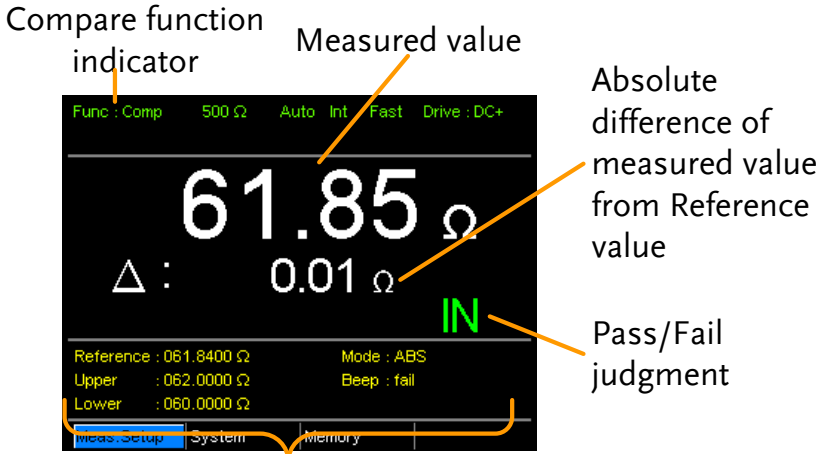 Compare function
indicator
Measured value
Absolute
difference of
measured value
from Reference
value
Pass/Fail
judgment
Func : Comp 500 Ω Auto Int Fast Drive : DC+
61.85 Ω
Δ : 0.01 Ω
IN
Reference : 061.8400 Ω Mode : ABS
Upper : 062.0000 Ω Beep : fail
Lower : 060.0000 Ω
Meas.Setup System Memory